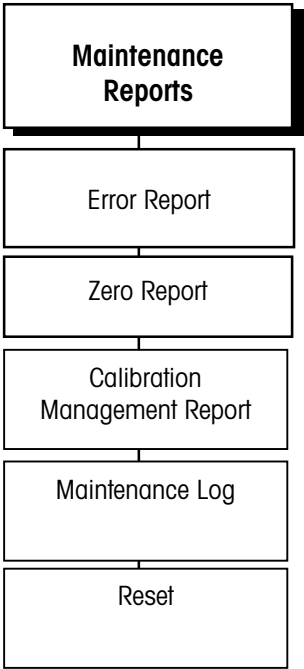 Maintenance
Reports
Error Report
Zero Report
Calibration
Management Report
Maintenance Log
Reset